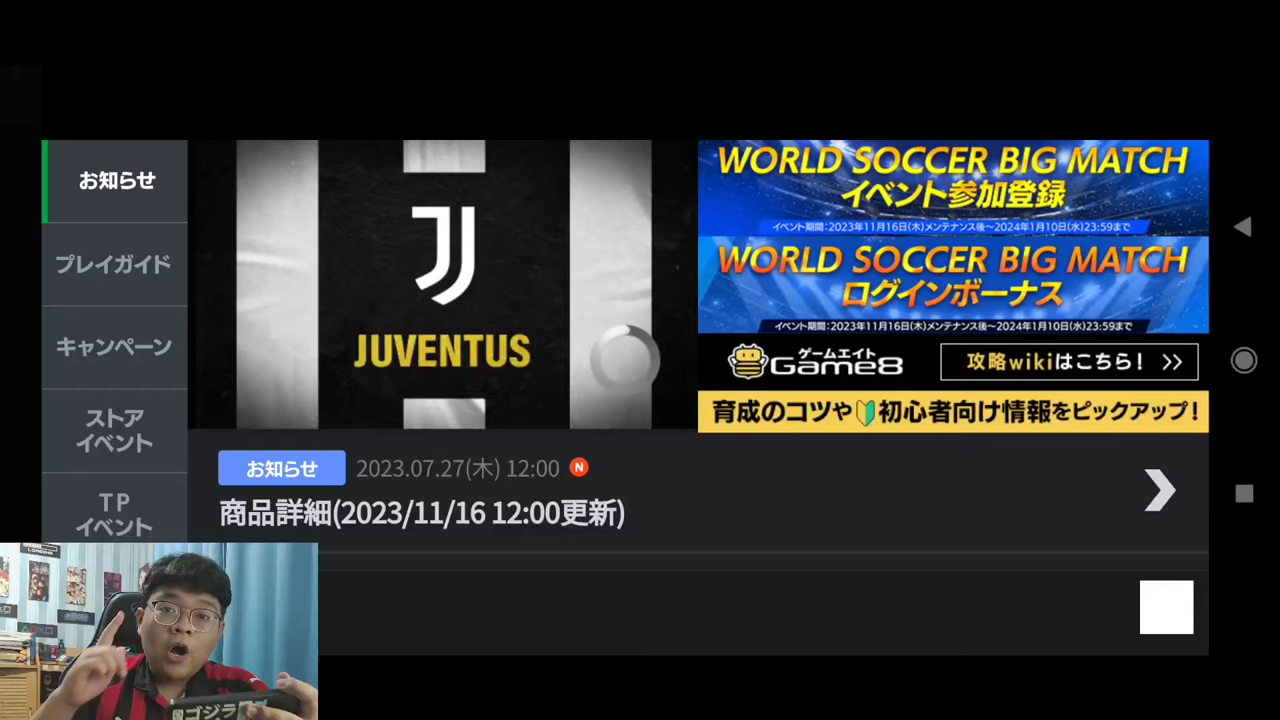 お知らせ
プレイガイド
キャンペーン
ストア
イベント
TP
イベント
JUVENTUS
WORLD SOCCER BIG MATCH
イベント参加登録
イベント期間:2023年11月16日(木)メンテナンス後～2024年1月10日(水)23:59まで
WORLD SOCCER BIG MATCH
ログインボーナス
イベント期間:2023年11月16日(木)メンテナンス後～2024年1月10日(水)23:59まで
ゲームエイト
Game8
攻略wikiはこちら! >>
育成のコツや初心者向け情報をピックアップ!
お知らせ 2023.07.27(木) 12:00 N
商品詳細(2023/11/16 12:00更新)
ゴジラ